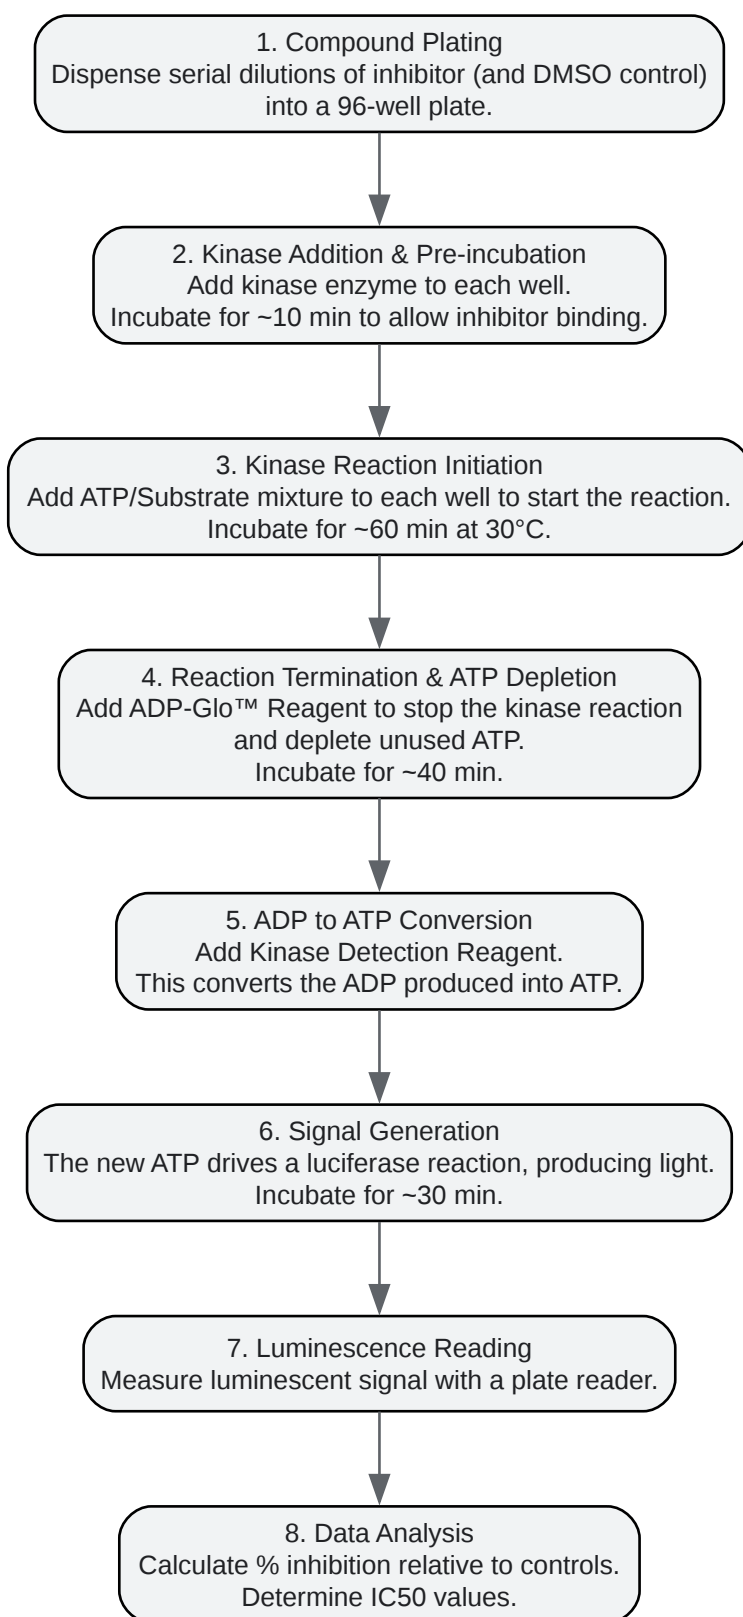 1. Compound Plating
Dispense serial dilutions of inhibitor (and DMSO control)
into a 96-well plate.
2. Kinase Addition & Pre-incubation
Add kinase enzyme to each well.
Incubate for ~10 min to allow inhibitor binding.
3. Kinase Reaction Initiation
Add ATP/Substrate mixture to each well to start the reaction.
Incubate for ~60 min at 30°C.
4. Reaction Termination & ATP Depletion
Add ADP-Glo™ Reagent to stop the kinase reaction
and deplete unused ATP.
Incubate for ~40 min.
5. ADP to ATP Conversion
Add Kinase Detection Reagent.
This converts the ADP produced into ATP.
6. Signal Generation
The new ATP drives a luciferase reaction, producing light.
Incubate for ~30 min.
7. Luminescence Reading
Measure luminescent signal with a plate reader.
8. Data Analysis
Calculate % inhibition relative to controls.
Determine IC50 values.